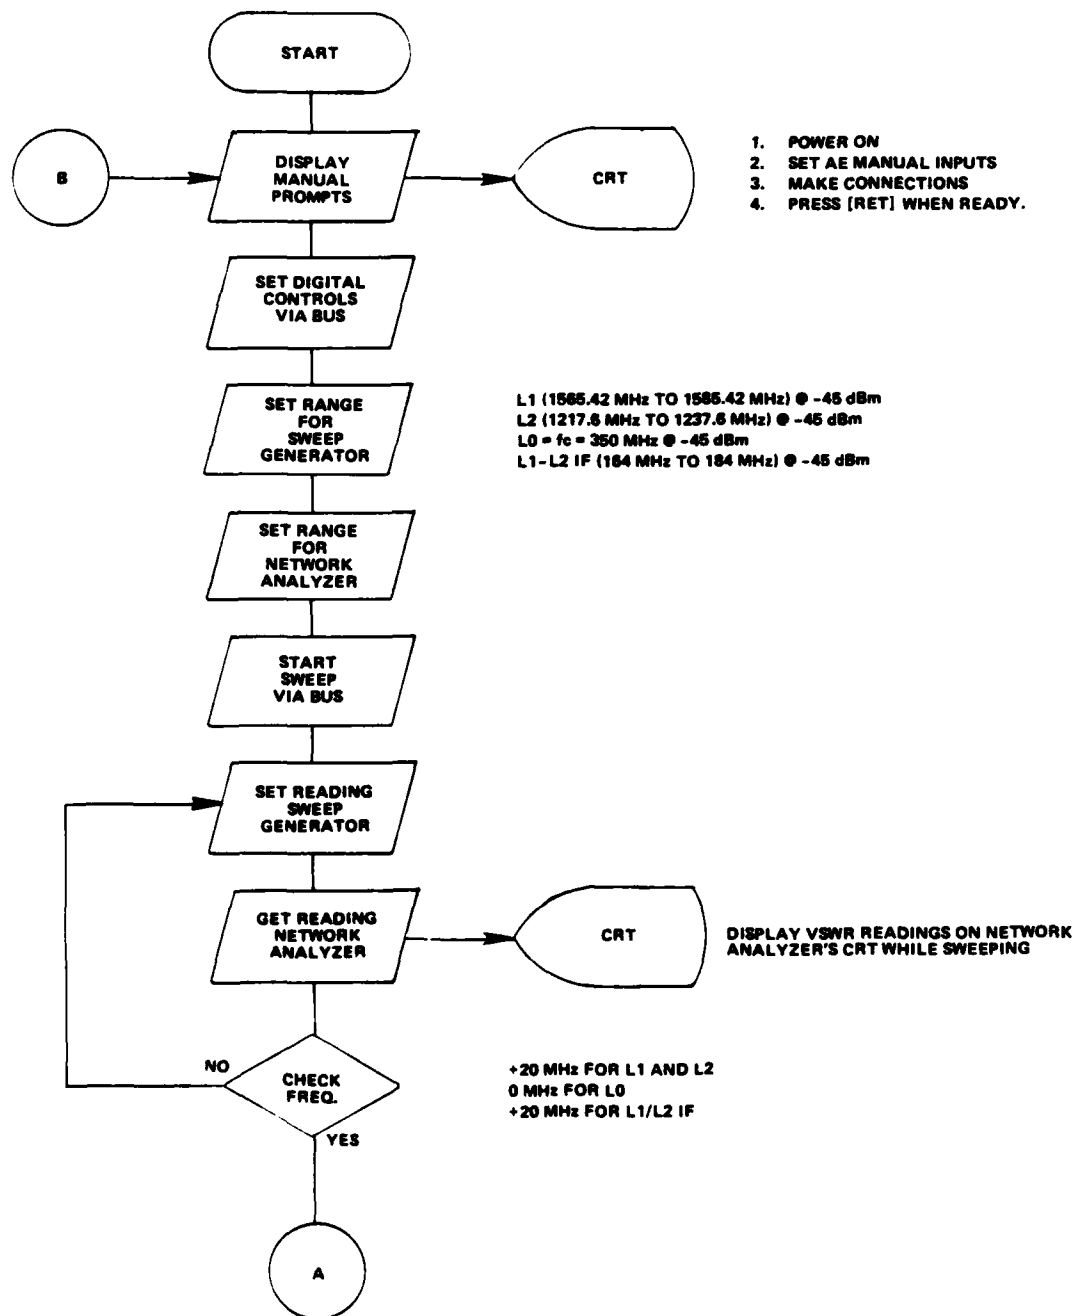 START
B
DISPLAY
MANUAL
PROMPTS
CRT
1. POWER ON
2. SET AE MANUAL INPUTS
3. MAKE CONNECTIONS
4. PRESS [RET] WHEN READY.
SET DIGITAL
CONTROLS
VIA BUS
SET RANGE
FOR
SWEEP
GENERATOR
L1 (1565.42 MHz TO 1585.42 MHz) @ -45 dBm
L2 (1217.6 MHz TO 1237.6 MHz) @ -45 dBm
L0 = fc = 350 MHz @ -45 dBm
L1-L2 IF (164 MHz TO 184 MHz) @ -45 dBm
SET RANGE
FOR
NETWORK
ANALYZER
START
SWEEP
VIA BUS
SET READING
SWEEP
GENERATOR
GET READING
NETWORK
ANALYZER
CRT
DISPLAY VSWR READINGS ON NETWORK
ANALYZER'S CRT WHILE SWEEPING
NO
CHECK
FREQ.
YES
+20 MHz FOR L1 AND L2
0 MHz FOR L0
+20 MHz FOR L1/L2 IF
A